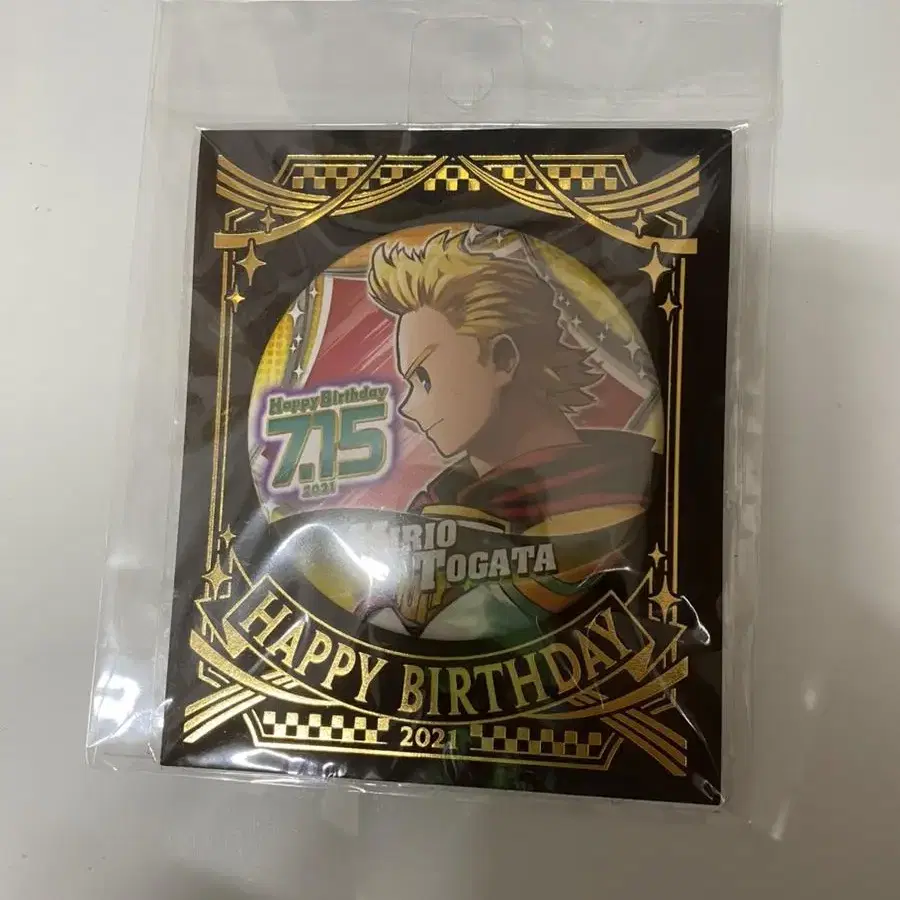 Happy Birthday
7.15
2021
MIRIO
TOGATA
HAPPY BIRTHDAY
2021